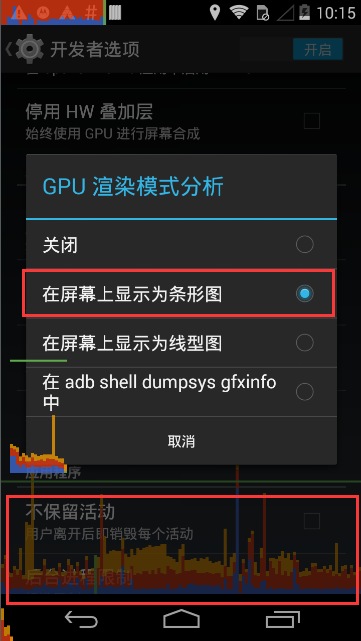 10:15
开发者选项
开启
停用 HW 叠加层
始终使用 GPU 进行屏幕合成
GPU 渲染模式分析
关闭
在屏幕上显示为条形图
在屏幕上显示为线型图
在 adb shell dumpsys gfxinfo
中
取消
应用程序
不保留活动
用户离开后即销毁每个活动
后台进程限制